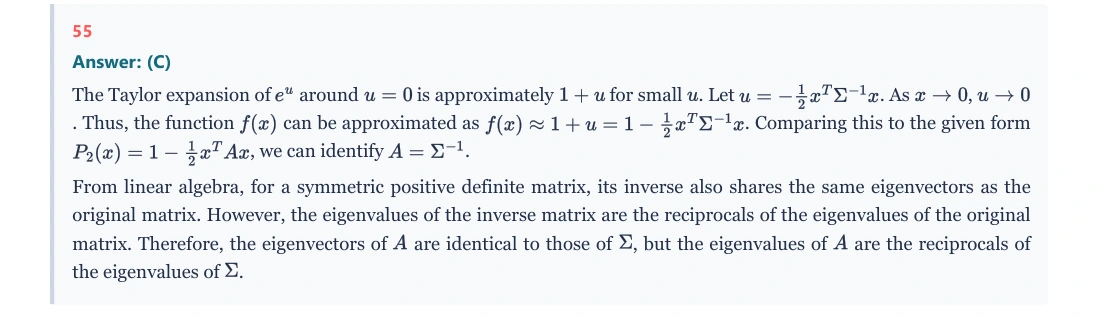 55
Answer: (C)
The Taylor expansion of e^u around u = 0 is approximately 1 + u for small u. Let u = −½x^TΣ^{−1}x. As x → 0, u → 0
. Thus, the function f(x) can be approximated as f(x) ≈ 1 + u = 1 − ½x^TΣ^{−1}x. Comparing this to the given form
P₂(x) = 1 − ½x^T Ax, we can identify A = Σ^{−1}.
From linear algebra, for a symmetric positive definite matrix, its inverse also shares the same eigenvectors as the
original matrix. However, the eigenvalues of the inverse matrix are the reciprocals of the eigenvalues of the original
matrix. Therefore, the eigenvectors of A are identical to those of Σ, but the eigenvalues of A are the reciprocals of
the eigenvalues of Σ.